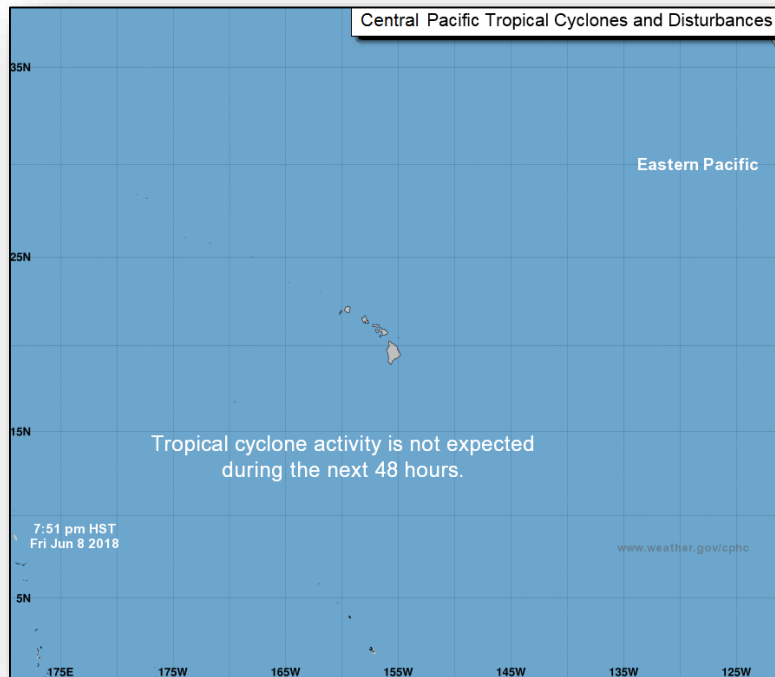 Central Pacific Tropical Cyclones and Disturbances
35N
Eastern Pacific
25N
15N
Tropical cyclone activity is not expected
during the next 48 hours.
7:51 pm HST
Fri Jun 8 2018
www.weather.gov/cphc
5N
175E 175W 165W 155W 145W 135W 125W